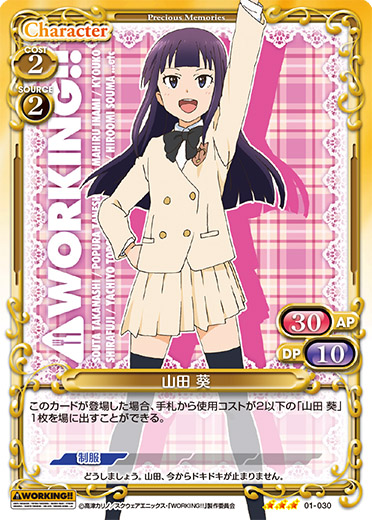 Precious Memories
Character
COST
2
SOURCE
2
WORKING!!
SOUTA TAKANASHI / POPURA TANESHIMA
MAHIRU INAMI / KYOUKO
SHIRAFUJI / YACHIYO TODOROKI
/ HIROOMI SOUMA ...etc.
30 AP
DP 10
山田 葵
このカードが登場した場合、手札から使用コストが2以下の「山田 葵」
1枚を場に出すことができる。
制服
どうしましょう。山田、今からドキドキが止まりません。
WORKING!!
©高津カリノ/スクウェアエニックス・「WORKING!!」製作委員会
01-030